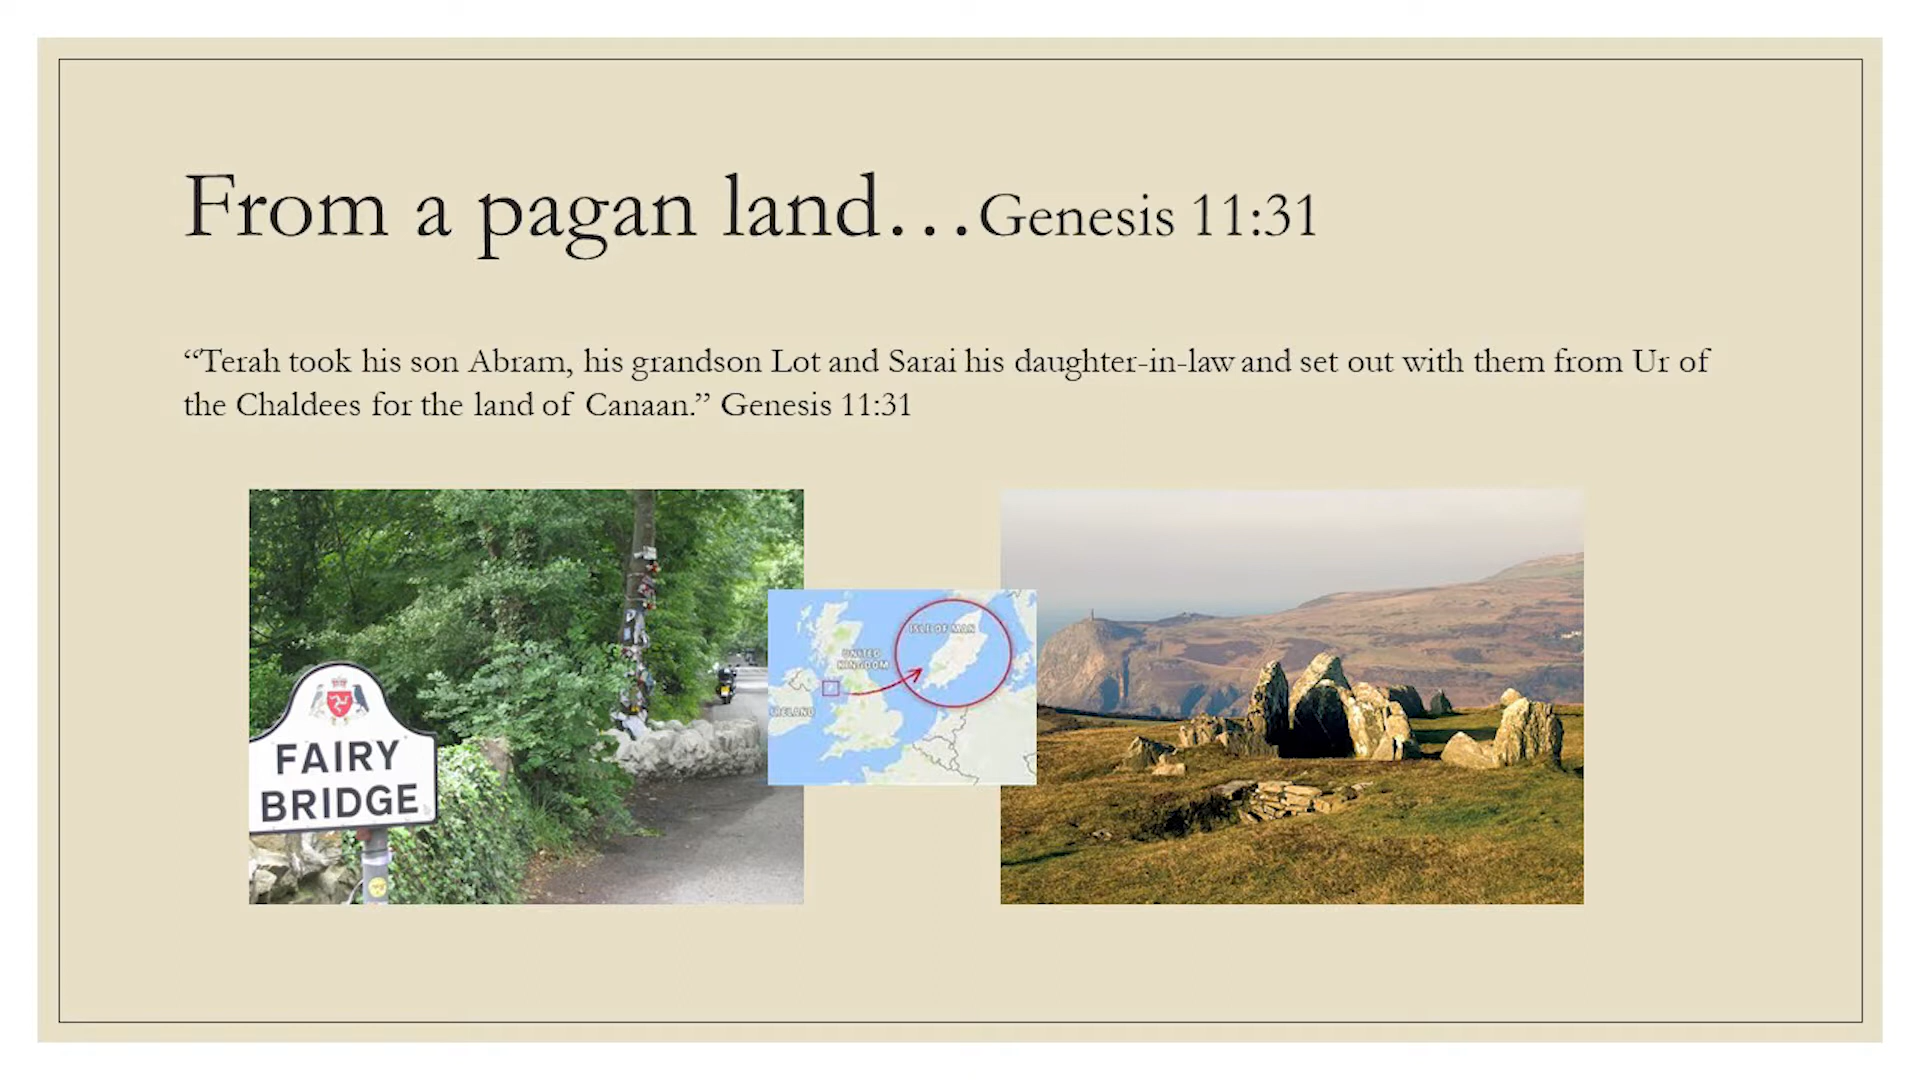 From a pagan land…Genesis 11:31
“Terah took his son Abram, his grandson Lot and Sarai his daughter-in-law and set out with them from Ur of
the Chaldees for the land of Canaan.” Genesis 11:31
FAIRY
BRIDGE
ISLE OF MAN
UNITED
KINGDOM
IRELAND